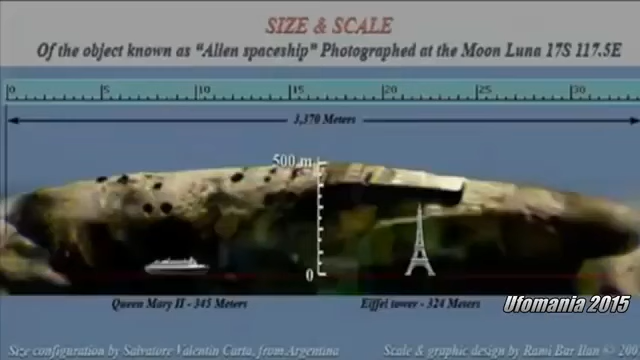 SIZE & SCALE
Of the object known as "Alien spaceship" Photographed at the Moon Luna 17S 117.5E
0 5 10 15 20 25 30
3,370 Meters
500 m
0
Queen Mary II - 345 Meters
Eiffel tower - 324 Meters
Ufomania 2015
Size configuration by Salvatore Valentin Carta, from Argentina
Scale & graphic design by Rami Bar Ilan © 200